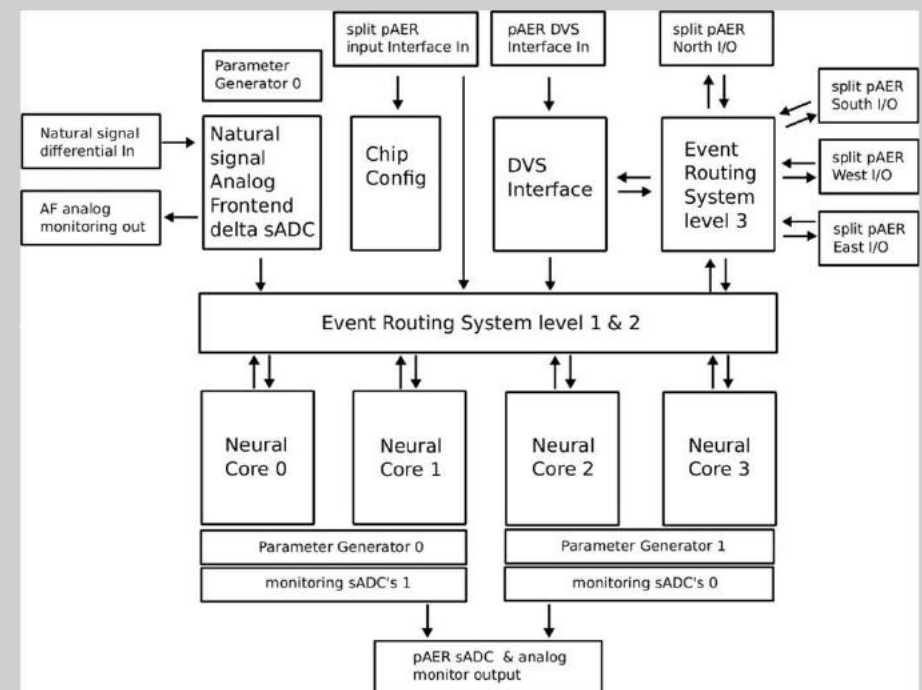 split pAER
input Interface In
pAER DVS
Interface In
split pAER
North I/O
Parameter
Generator 0
split pAER
South I/O
Natural signal
differential In
Natural
signal
Analog
Frontend
delta sADC
Chip
Config
DVS
Interface
Event
Routing
System
level 3
split pAER
West I/O
AF analog
monitoring out
split pAER
East I/O
Event Routing System level 1 & 2
Neural
Core 0
Neural
Core 1
Neural
Core 2
Neural
Core 3
Parameter Generator 0
Parameter Generator 1
monitoring sADC's 1
monitoring sADC's 0
pAER sADC & analog
monitor output